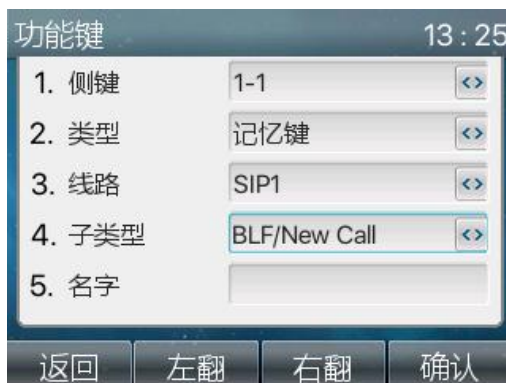 功能键 13 : 25
1. 侧键 1-1
2. 类型 记忆键
3. 线路 SIP1
4. 子类型 BLF/New Call
5. 名字
返回 左翻 右翻 确认